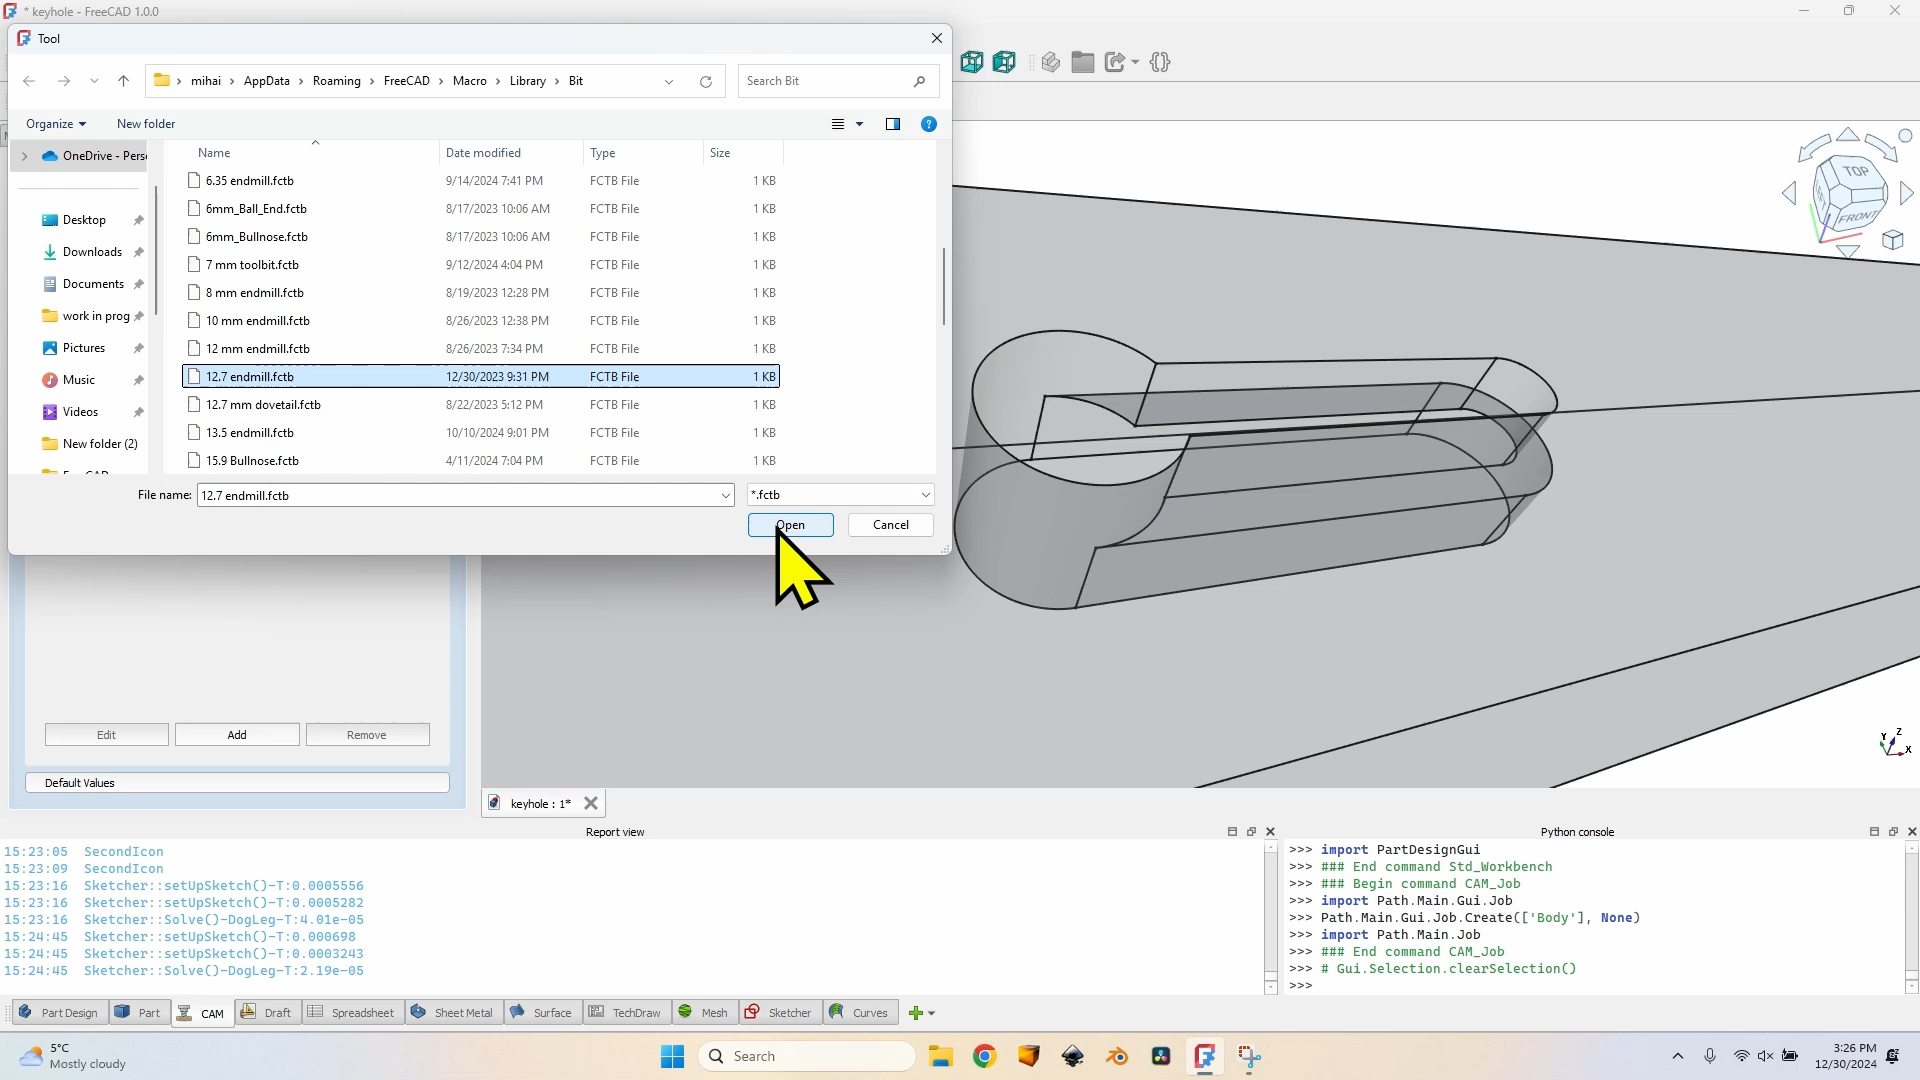 * keyhole - FreeCAD 1.0.0
Tool
mihai > AppData > Roaming > FreeCAD > Macro > Library > Bit
Search Bit
Organize
New folder
OneDrive - Pers
Name Date modified Type Size
6.35 endmill.fctb 9/14/2024 7:41 PM FCTB File 1 KB
6mm_Ball_End.fctb 8/17/2023 10:06 AM FCTB File 1 KB
6mm_Bullnose.fctb 8/17/2023 10:06 AM FCTB File 1 KB
7 mm toolbit.fctb 9/12/2024 4:04 PM FCTB File 1 KB
8 mm endmill.fctb 8/19/2023 12:28 PM FCTB File 1 KB
10 mm endmill.fctb 8/26/2023 12:38 PM FCTB File 1 KB
12 mm endmill.fctb 8/26/2023 7:34 PM FCTB File 1 KB
12.7 endmill.fctb 12/30/2023 9:31 PM FCTB File 1 KB
12.7 mm dovetail.fctb 8/22/2023 5:12 PM FCTB File 1 KB
13.5 endmill.fctb 10/10/2024 9:01 PM FCTB File 1 KB
15.9 Bullnose.fctb 4/11/2024 7:04 PM FCTB File 1 KB
Desktop
Downloads
Documents
work in prog
Pictures
Music
Videos
New folder (2)
File name: 12.7 endmill.fctb
*.fctb
Open
Cancel
TOP
FRONT
Y Z X
Edit
Add
Remove
Default Values
keyhole : 1*
Report view
15:23:05 SecondIcon
15:23:09 SecondIcon
15:23:16 Sketcher::setUpSketch()-T:0.0005556
15:23:16 Sketcher::setUpSketch()-T:0.0005282
15:23:16 Sketcher::Solve()-DogLeg-T:4.01e-05
15:24:45 Sketcher::setUpSketch()-T:0.000698
15:24:45 Sketcher::setUpSketch()-T:0.0003243
15:24:45 Sketcher::Solve()-DogLeg-T:2.19e-05
Python console
>>> import PartDesignGui
>>> ### End command Std_Workbench
>>> ### Begin command CAM_Job
>>> import Path.Main.Gui.Job
>>> Path.Main.Gui.Job.Create(['Body'], None)
>>> import Path.Main.Job
>>> ### End command CAM_Job
>>> # Gui.Selection.clearSelection()
>>>
Part Design
Part
CAM
Draft
Spreadsheet
Sheet Metal
Surface
TechDraw
Mesh
Sketcher
Curves
5°C
Mostly cloudy
Search
3:26 PM
12/30/2024